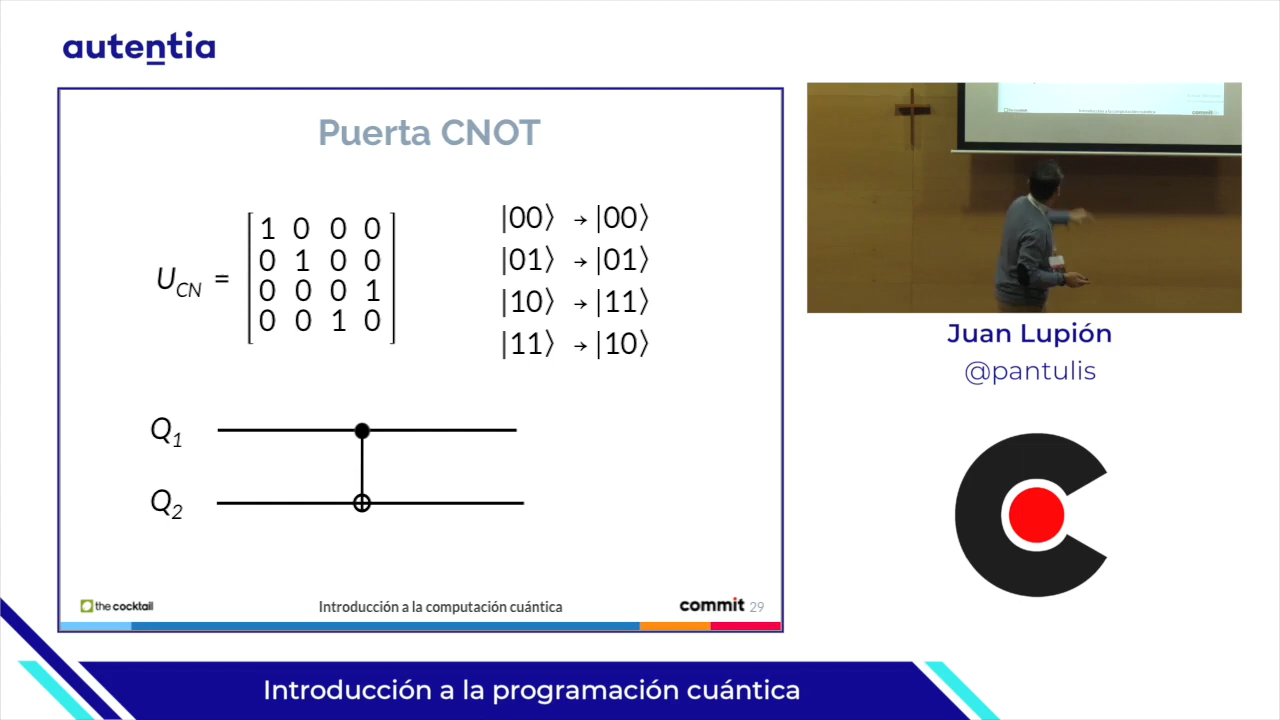 autentia
Puerta CNOT
U_CN =
1 0 0 0
0 1 0 0
0 0 0 1
0 0 1 0
|00⟩ → |00⟩
|01⟩ → |01⟩
|10⟩ → |11⟩
|11⟩ → |10⟩
Q1
Q2
the cocktail
Introducción a la computación cuántica
commit 29
Juan Lupión
@pantulis
Introducción a la programación cuántica